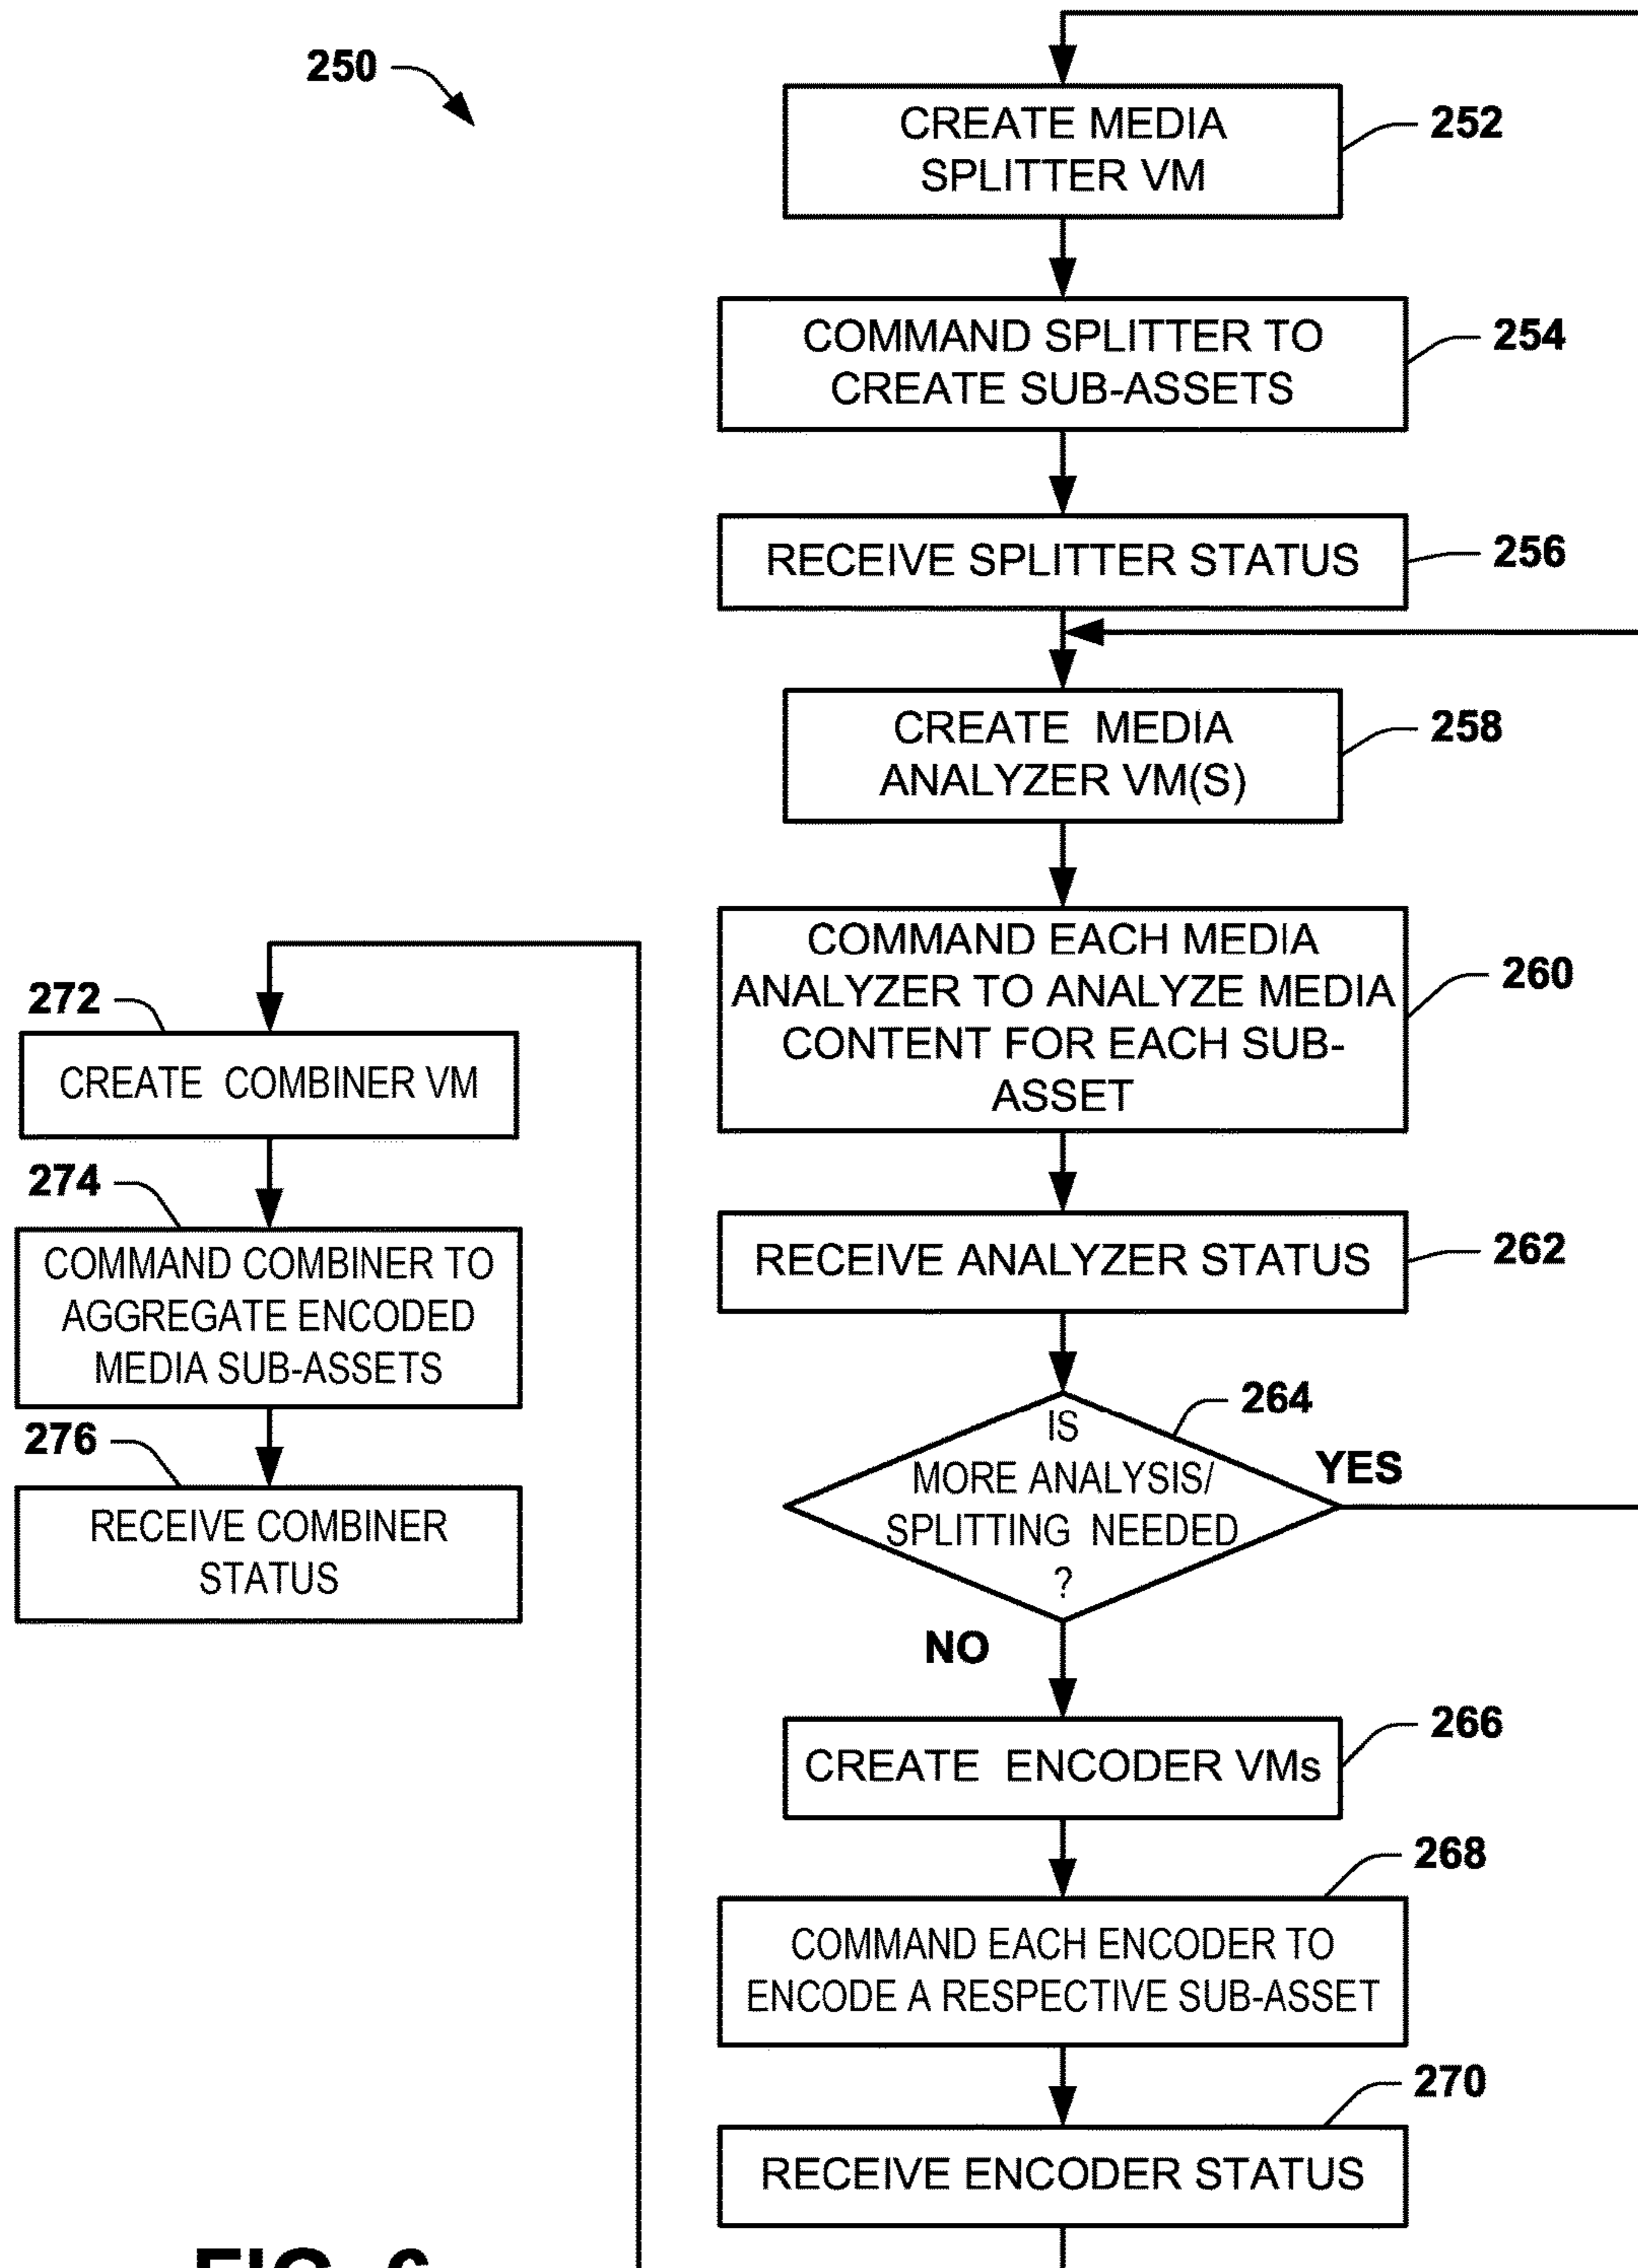 250
CREATE MEDIA
SPLITTER VM
252
COMMAND SPLITTER TO
CREATE SUB-ASSETS
254
RECEIVE SPLITTER STATUS
256
CREATE MEDIA
ANALYZER VM(S)
258
COMMAND EACH MEDIA
ANALYZER TO ANALYZE MEDIA
CONTENT FOR EACH SUB-
ASSET
260
RECEIVE ANALYZER STATUS
262
IS
MORE ANALYSIS/
SPLITTING NEEDED
?
264
YES
NO
CREATE ENCODER VMs
266
COMMAND EACH ENCODER TO
ENCODE A RESPECTIVE SUB-ASSET
268
RECEIVE ENCODER STATUS
270
272
CREATE COMBINER VM
274
COMMAND COMBINER TO
AGGREGATE ENCODED
MEDIA SUB-ASSETS
276
RECEIVE COMBINER
STATUS
FIG. 6